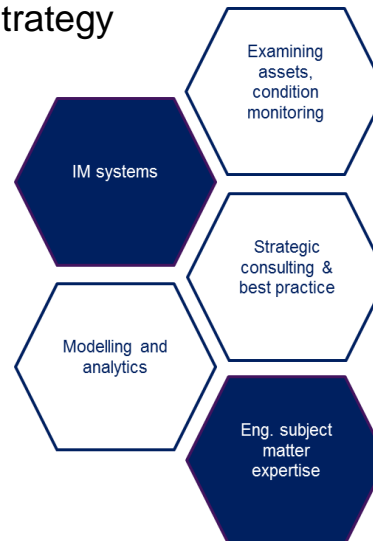 trategy
Examining
assets,
condition
monitoring
IM systems
Strategic
consulting &
best practice
Modelling and
analytics
Eng. subject
matter
expertise